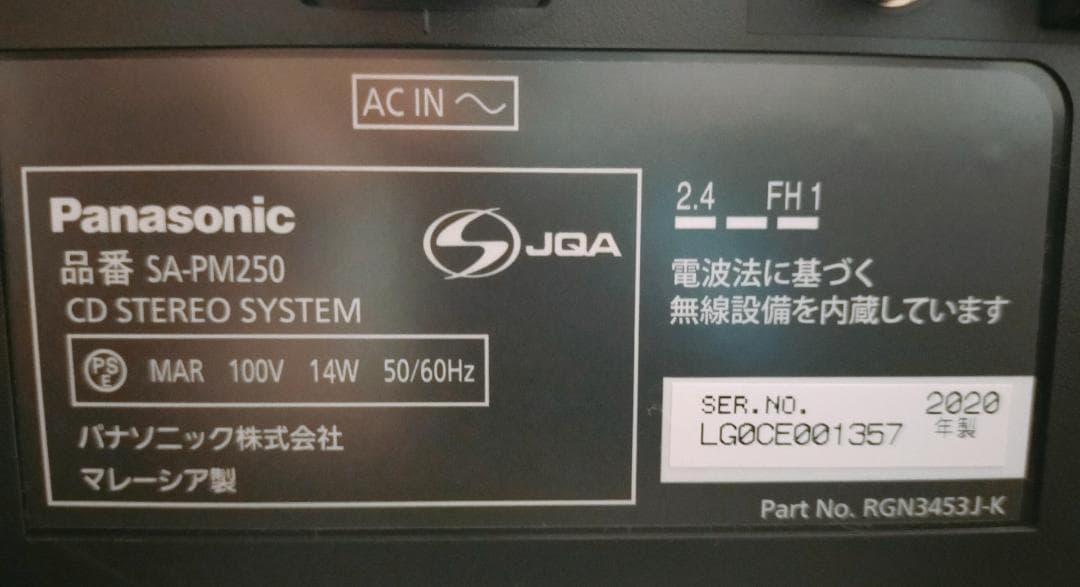 AC IN
Panasonic
JQA
品番 SA-PM250
CD STEREO SYSTEM
PSE MAR 100V 14W 50/60Hz
パナソニック株式会社
マレーシア製
2.4 FH 1
電波法に基づく
無線設備を内蔵しています
SER.NO. 2020
LG0CE001357 年製
Part No. RGN3453J-K